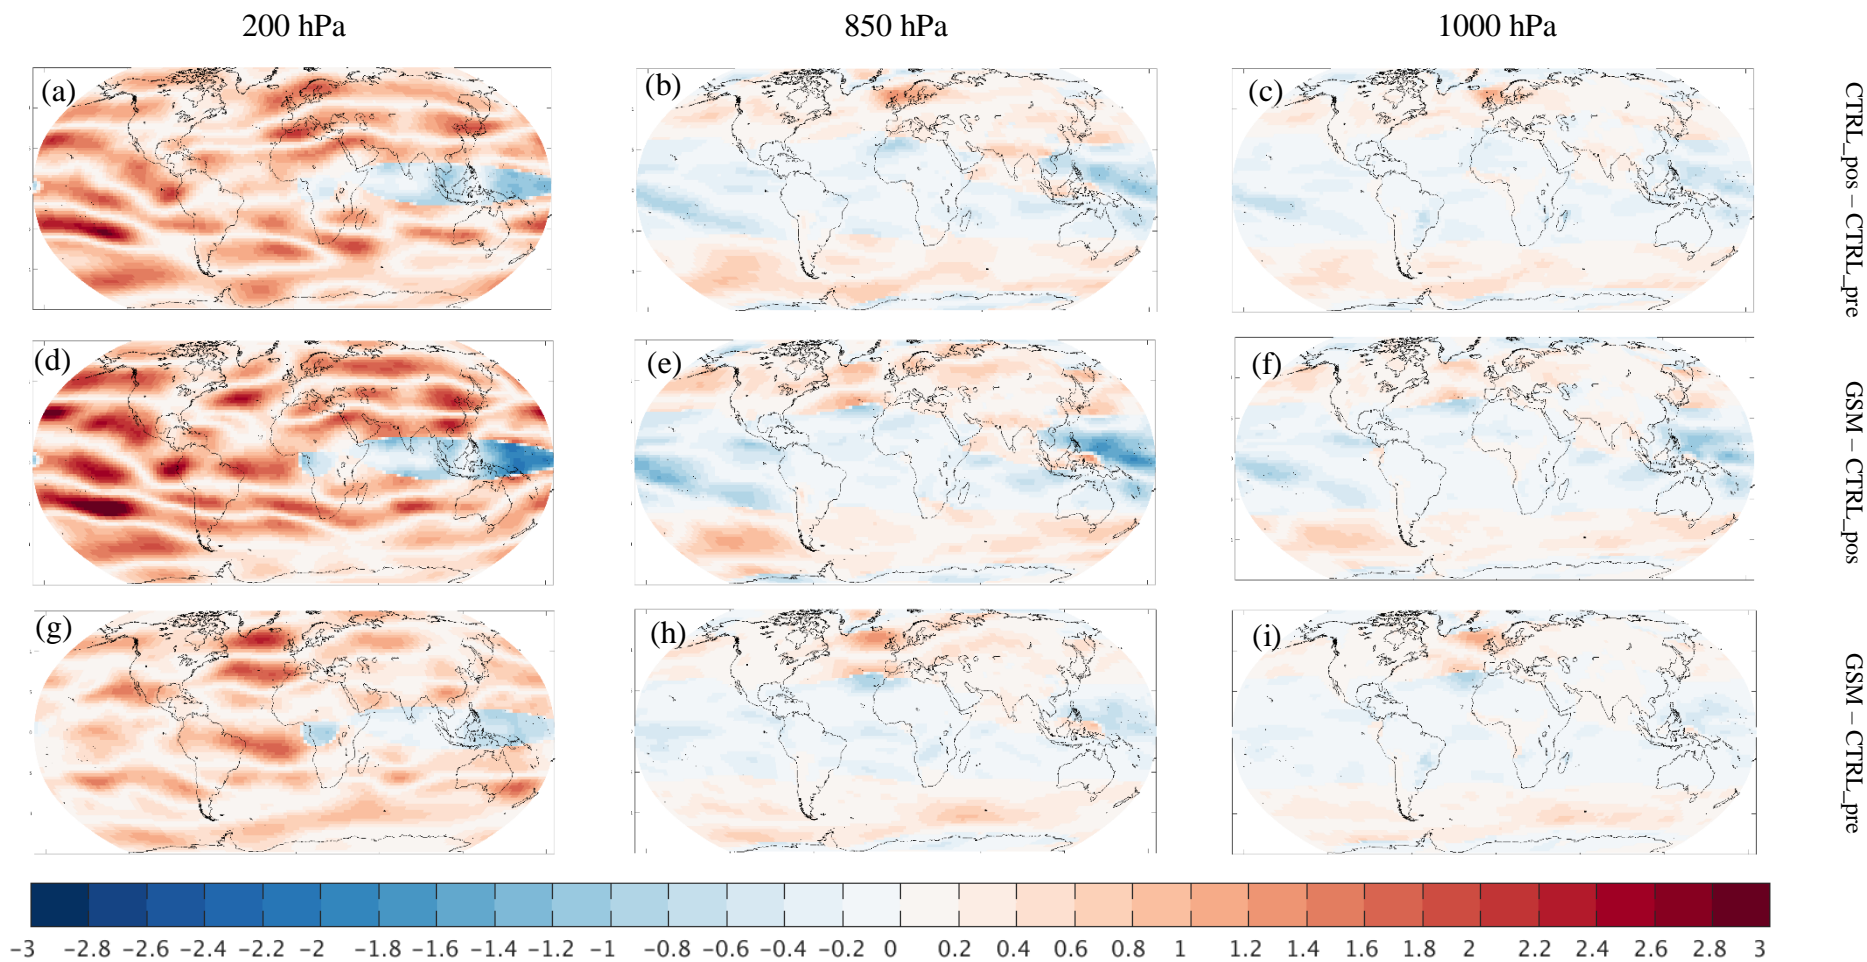 200 hPa 850 hPa 1000 hPa
(a) (b) (c) CTRL_pos – CTRL_pre
(d) (e) (f) GSM – CTRL_pos
(g) (h) (i) GSM – CTRL_pre
−3 −2.8 −2.6 −2.4 −2.2 −2 −1.8 −1.6 −1.4 −1.2 −1 −0.8 −0.6 −0.4 −0.2 0 0.2 0.4 0.6 0.8 1 1.2 1.4 1.6 1.8 2 2.2 2.4 2.6 2.8 3